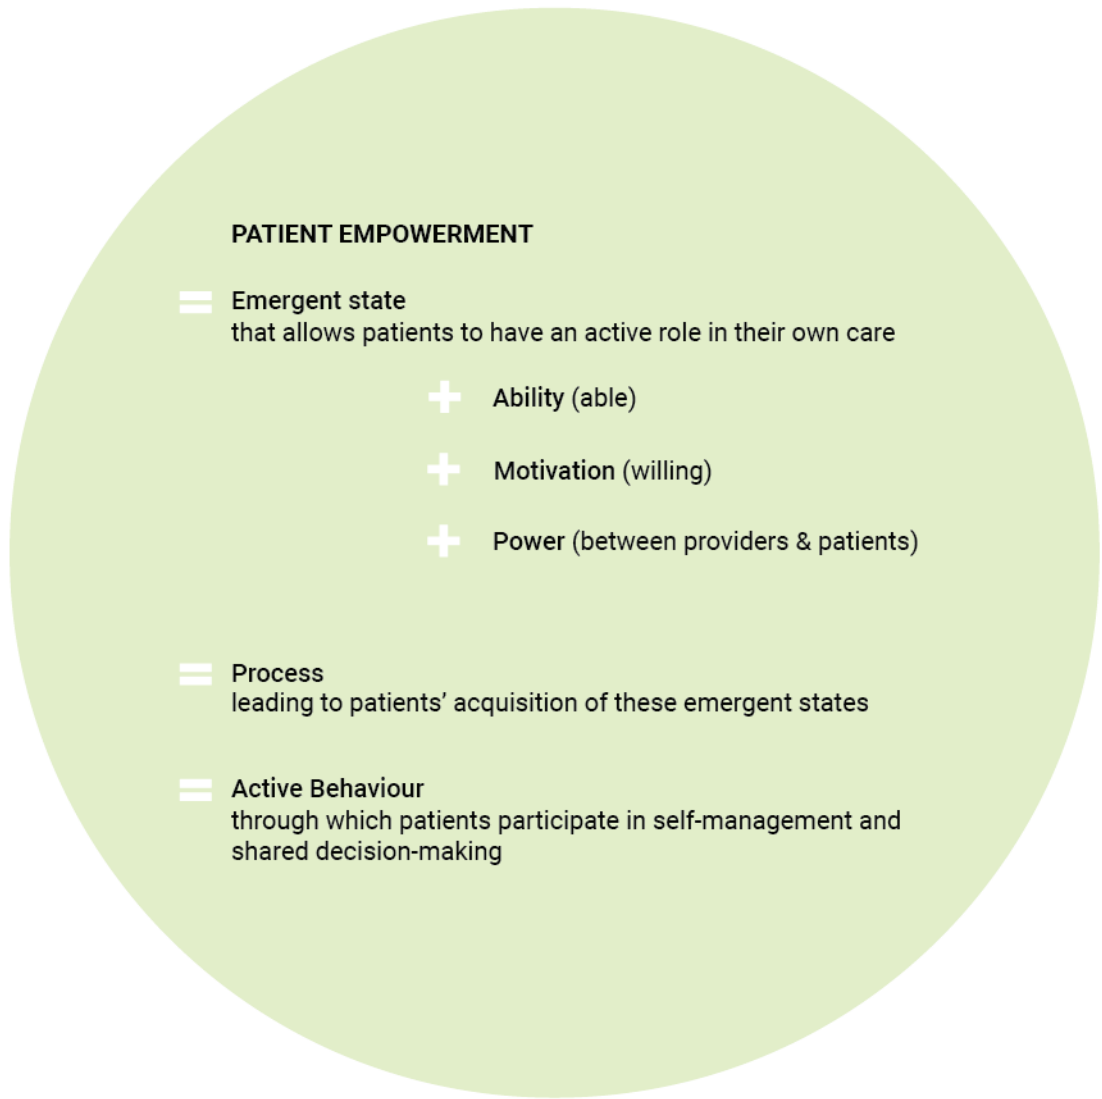 PATIENT EMPOWERMENT
Emergent state
that allows patients to have an active role in their own care
Ability (able)
Motivation (willing)
Power (between providers & patients)
Process
leading to patients’ acquisition of these emergent states
Active Behaviour
through which patients participate in self-management and
shared decision-making